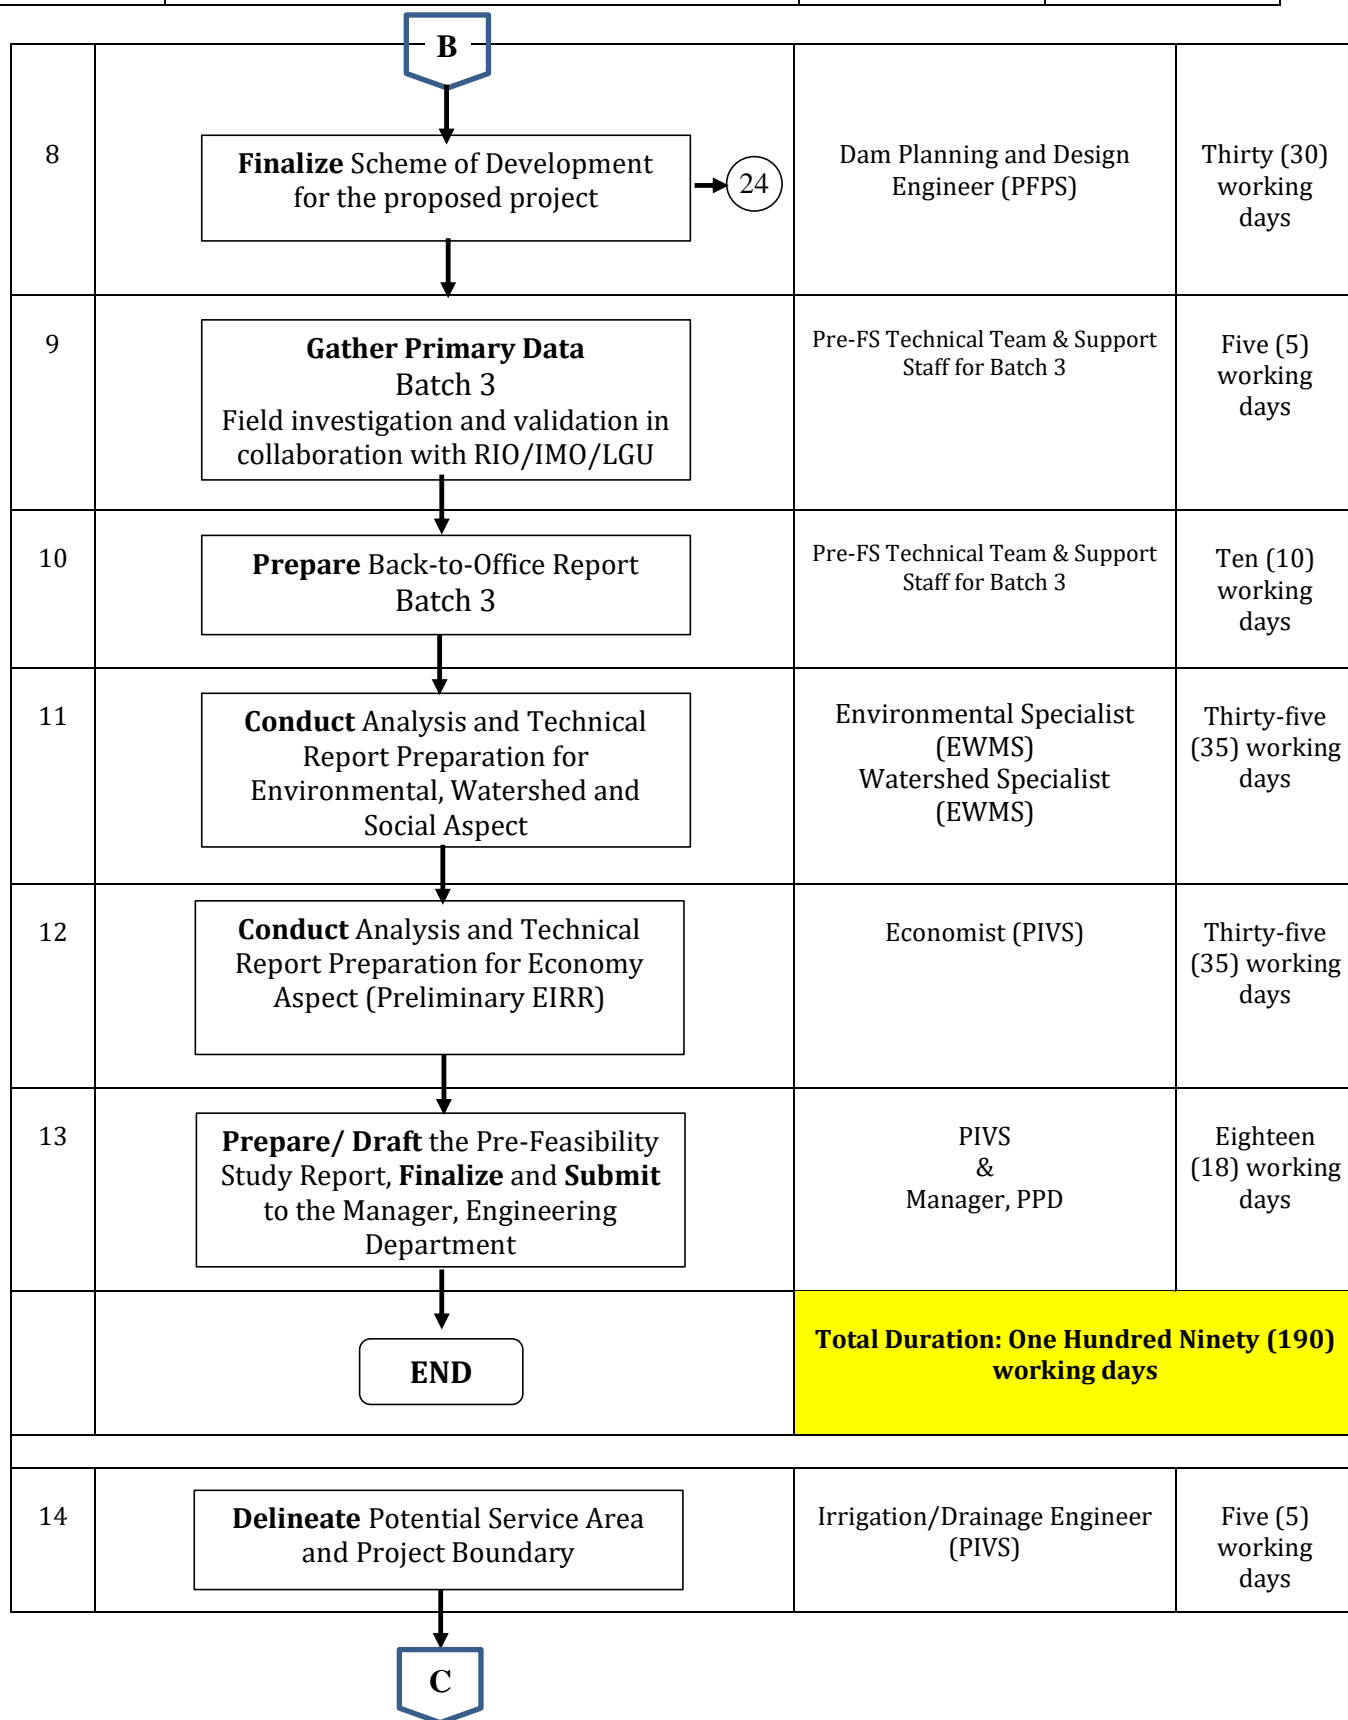 B
8
Finalize Scheme of Development
for the proposed project
24
Dam Planning and Design
Engineer (PFPS)
Thirty (30)
working
days
9
Gather Primary Data
Batch 3
Field investigation and validation in
collaboration with RIO/IMO/LGU
Pre-FS Technical Team & Support
Staff for Batch 3
Five (5)
working
days
10
Prepare Back-to-Office Report
Batch 3
Pre-FS Technical Team & Support
Staff for Batch 3
Ten (10)
working
days
11
Conduct Analysis and Technical
Report Preparation for
Environmental, Watershed and
Social Aspect
Environmental Specialist
(EWMS)
Watershed Specialist
(EWMS)
Thirty-five
(35) working
days
12
Conduct Analysis and Technical
Report Preparation for Economy
Aspect (Preliminary EIRR)
Economist (PIVS)
Thirty-five
(35) working
days
13
Prepare/ Draft the Pre-Feasibility
Study Report, Finalize and Submit
to the Manager, Engineering
Department
PIVS
&
Manager, PPD
Eighteen
(18) working
days
END
Total Duration: One Hundred Ninety (190)
working days
14
Delineate Potential Service Area
and Project Boundary
Irrigation/Drainage Engineer
(PIVS)
Five (5)
working
days
C